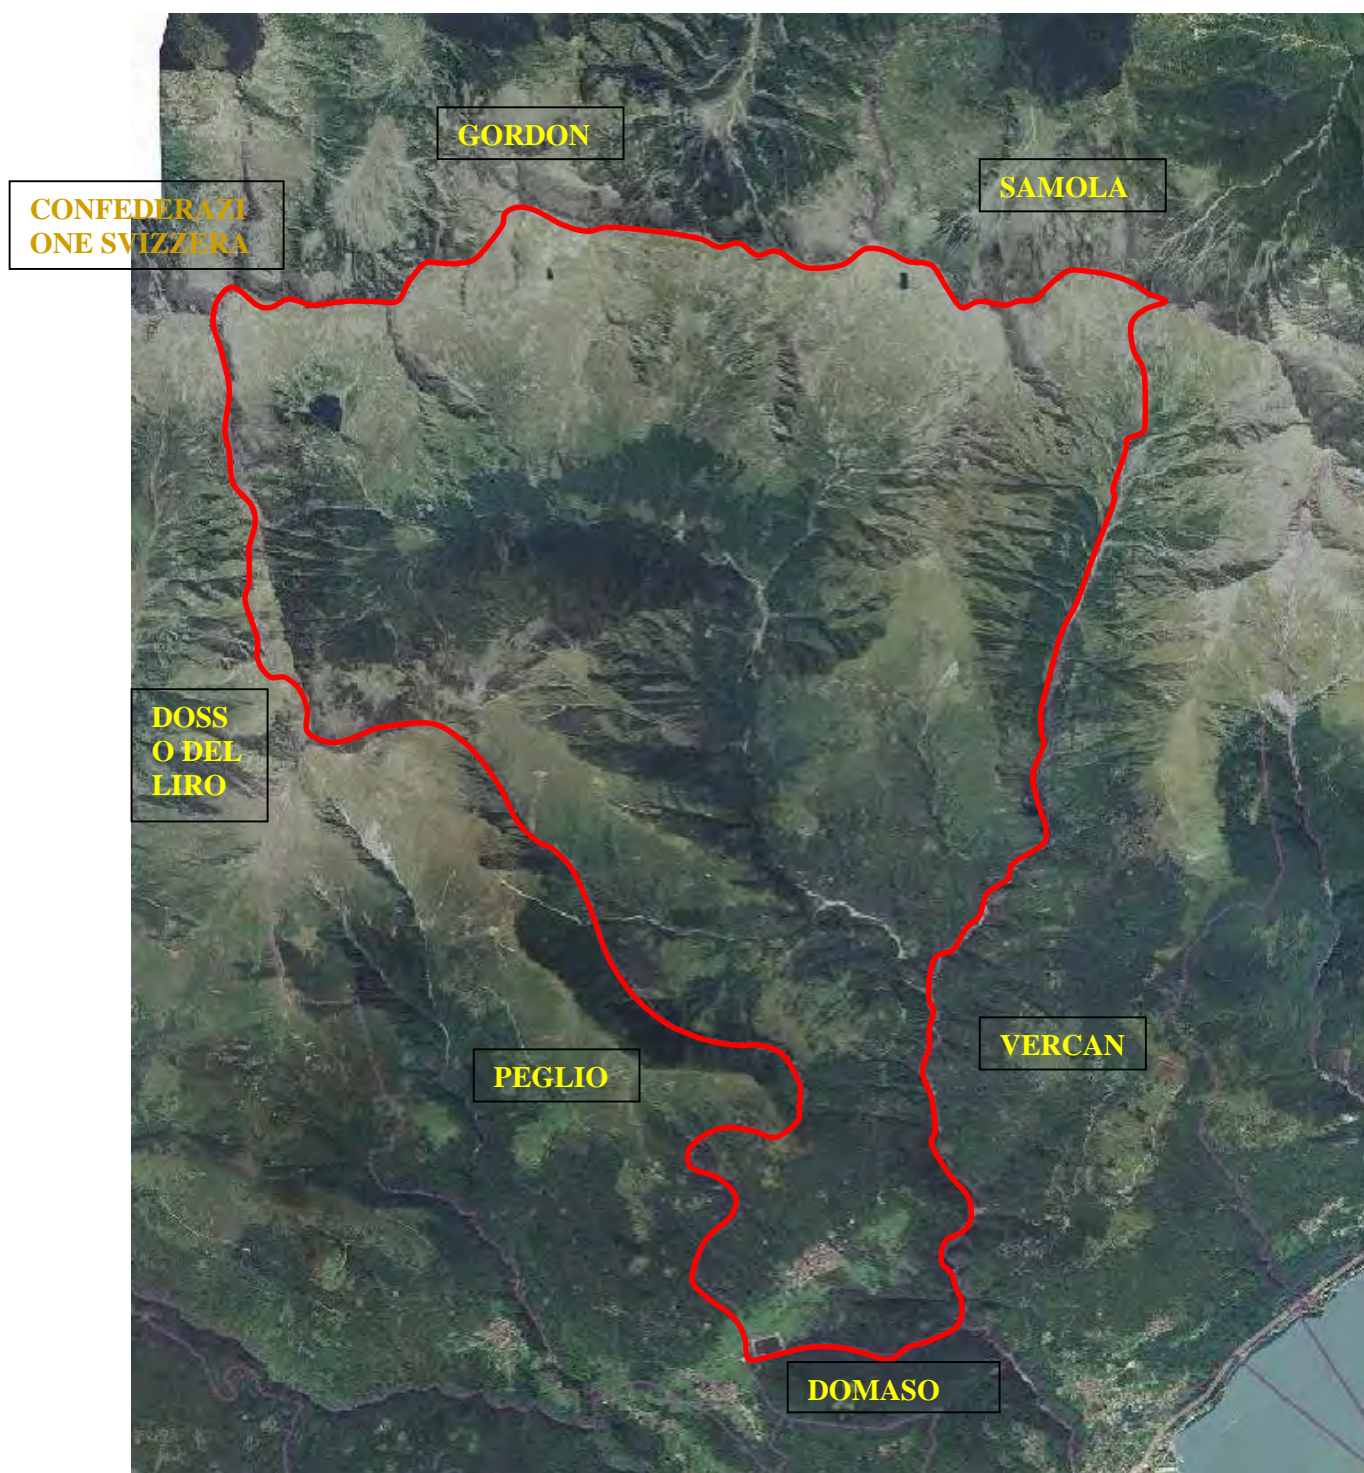 GORDON
SAMOLA
CONFEDERAZI
ONE SVIZZERA
DOSS
O DEL
LIRO
VERCAN
PEGLIO
DOMASO